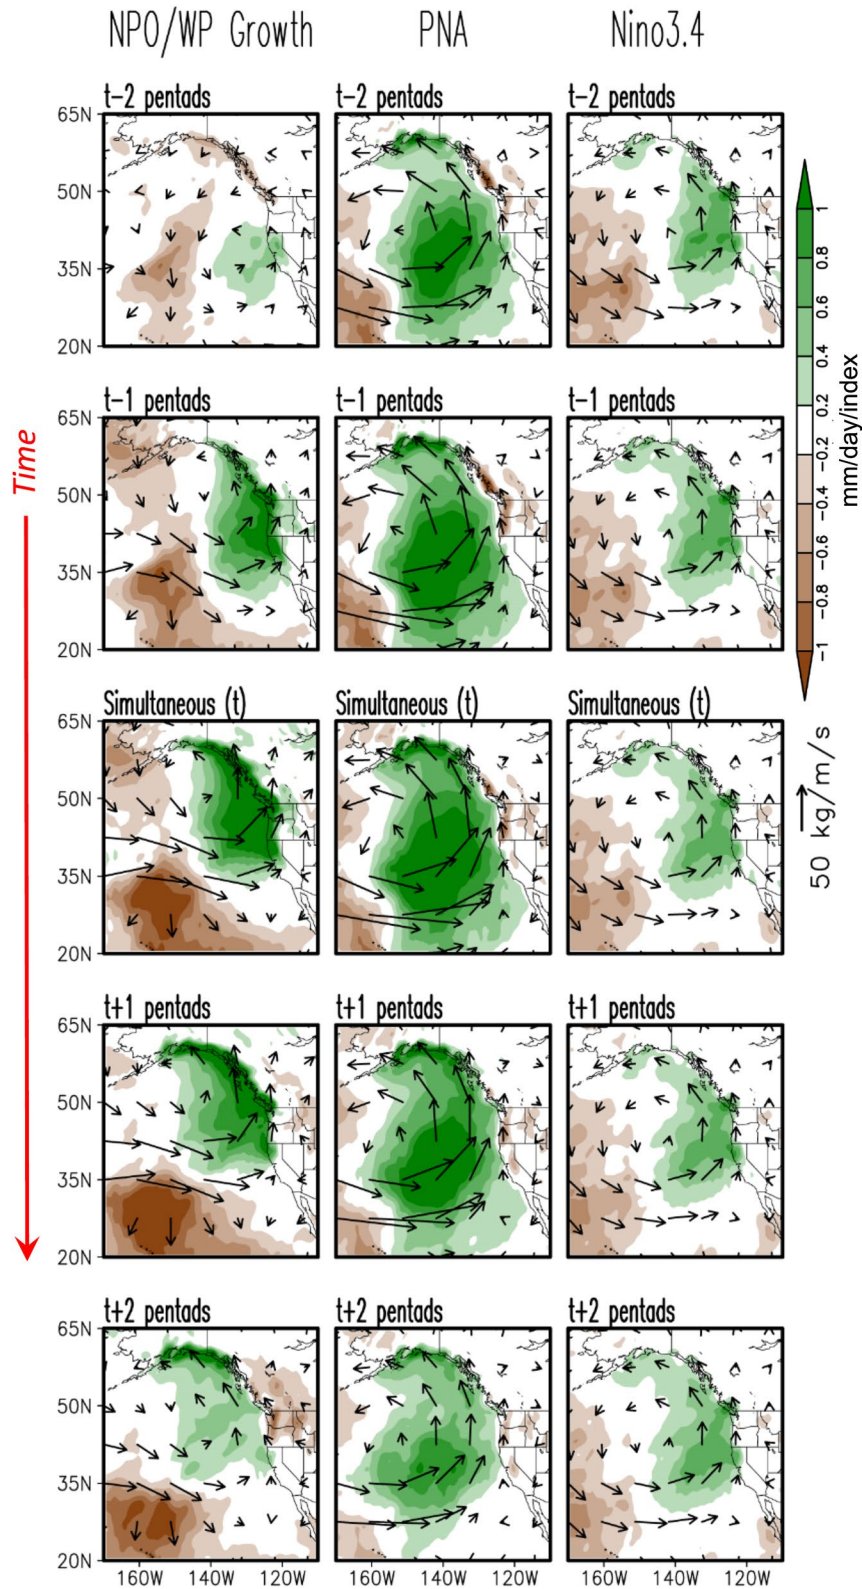 NPO/WP Growth PNA Nino3.4
t-2 pentads t-2 pentads t-2 pentads
65N
50N
35N
20N
1
0.8
0.6
0.4
0.2
-0.2
-0.4
-0.6
-0.8
-1
mm/day/index
Time
t-1 pentads t-1 pentads t-1 pentads
65N
50N
35N
20N
Simultaneous (t) Simultaneous (t) Simultaneous (t)
65N
50N
35N
20N
50 kg/m/s
t+1 pentads t+1 pentads t+1 pentads
65N
50N
35N
20N
t+2 pentads t+2 pentads t+2 pentads
65N
50N
35N
20N
160W 140W 120W 160W 140W 120W 160W 140W 120W